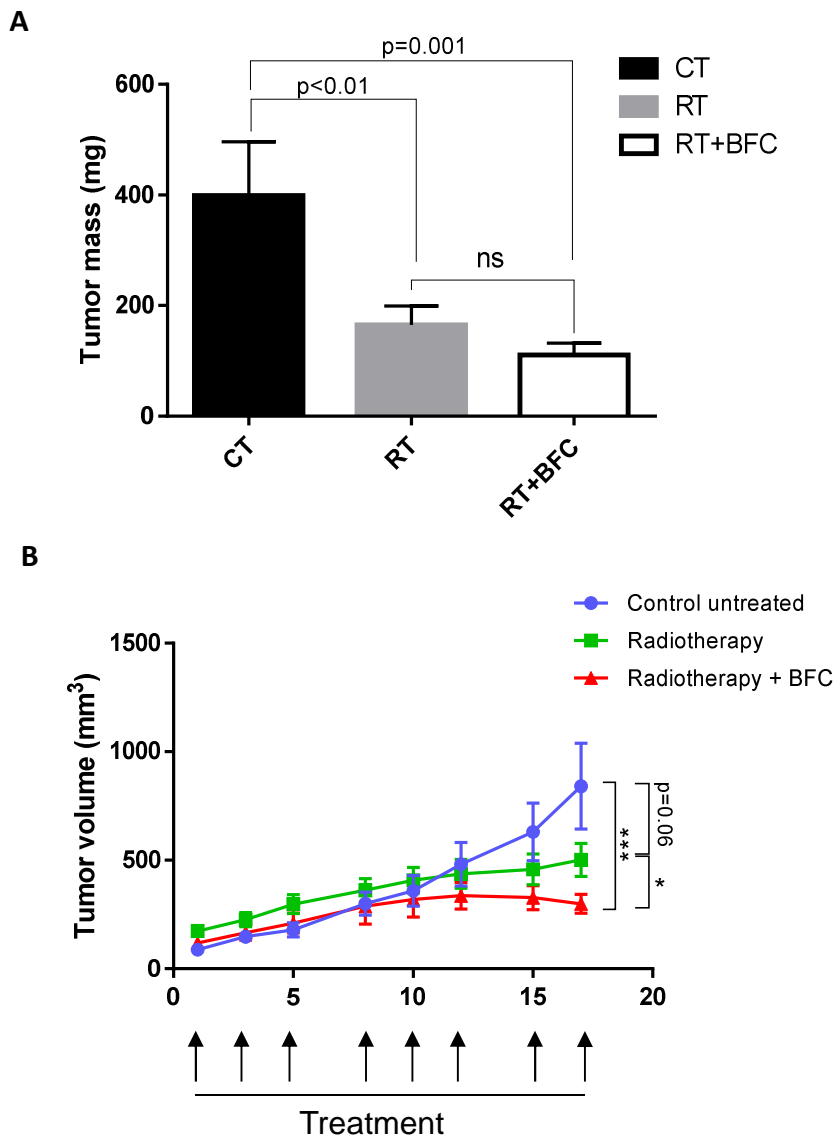 A
p=0.001
p<0.01
ns
CT
RT
RT+BFC
Tumor mass (mg)
600
400
200
0
CT
RT
RT+BFC
B
Control untreated
Radiotherapy
Radiotherapy + BFC
Tumor volume (mm³)
1500
1000
500
0
p=0.06
***
*
0
5
10
15
20
Treatment